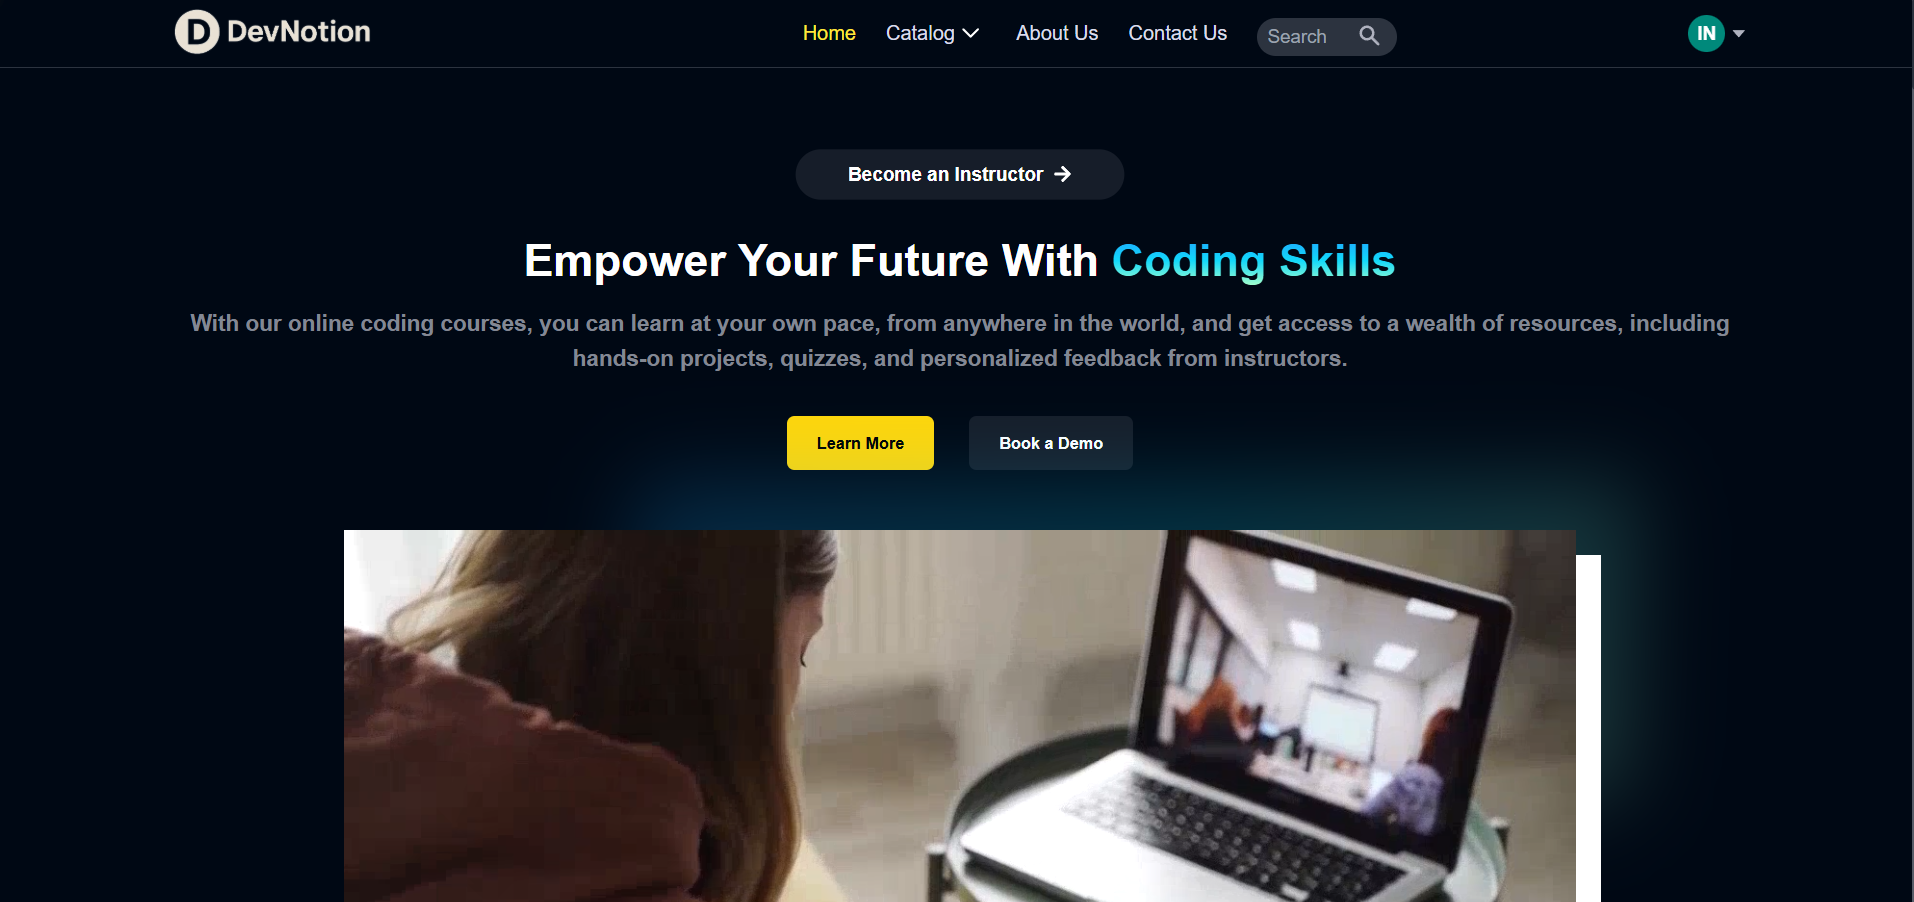 D DevNotion
Home Catalog About Us Contact Us Search IN
Become an Instructor
Empower Your Future With Coding Skills
With our online coding courses, you can learn at your own pace, from anywhere in the world, and get access to a wealth of resources, including
hands-on projects, quizzes, and personalized feedback from instructors.
Learn More Book a Demo